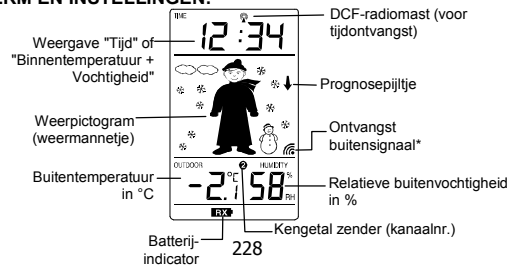 RM EN INSTELLINGEN:
DCF-radiomast (voor
tijdontvangst)
TIME
12:34
Weergave "Tijd" of
"Binnentemperatuur +
Vochtigheid"
Prognosepijltje
Weerpictogram
(weermannetje)
Ontvangst
buitensignaal*
OUTDOOR
2
HUMIDITY
Buitentemperatuur
in °C
-2.1°C
58%
RH
Relatieve buitenvochtigheid
in %
RX
Kengetal zender (kanaalnr.)
Batterij-
indicator
228